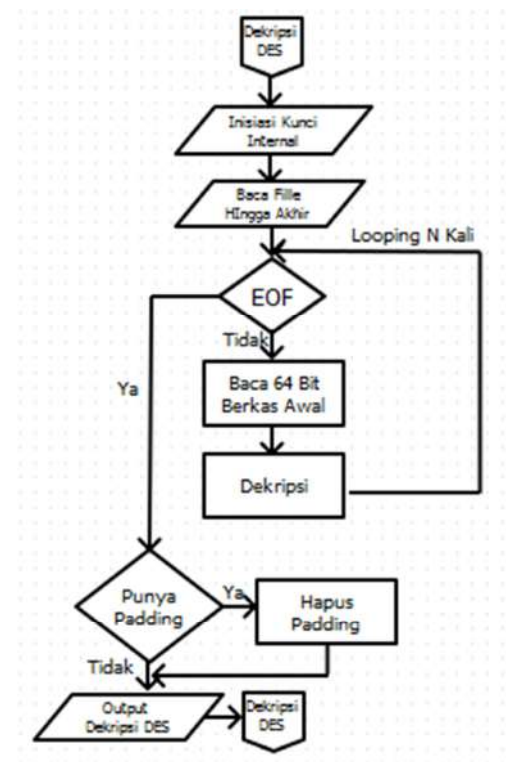 Dekripsi
DES
Inisiasi Kunci
Internal
Baca Fille
HIngga Akhir
Looping N Kali
EOF
Tidak
Baca 64 Bit
Berkas Awal
Ya
Dekripsi
Punya
Padding
Ya
Hapus
Padding
Tidak
Output
Dekripsi DES
Dekripsi
DES